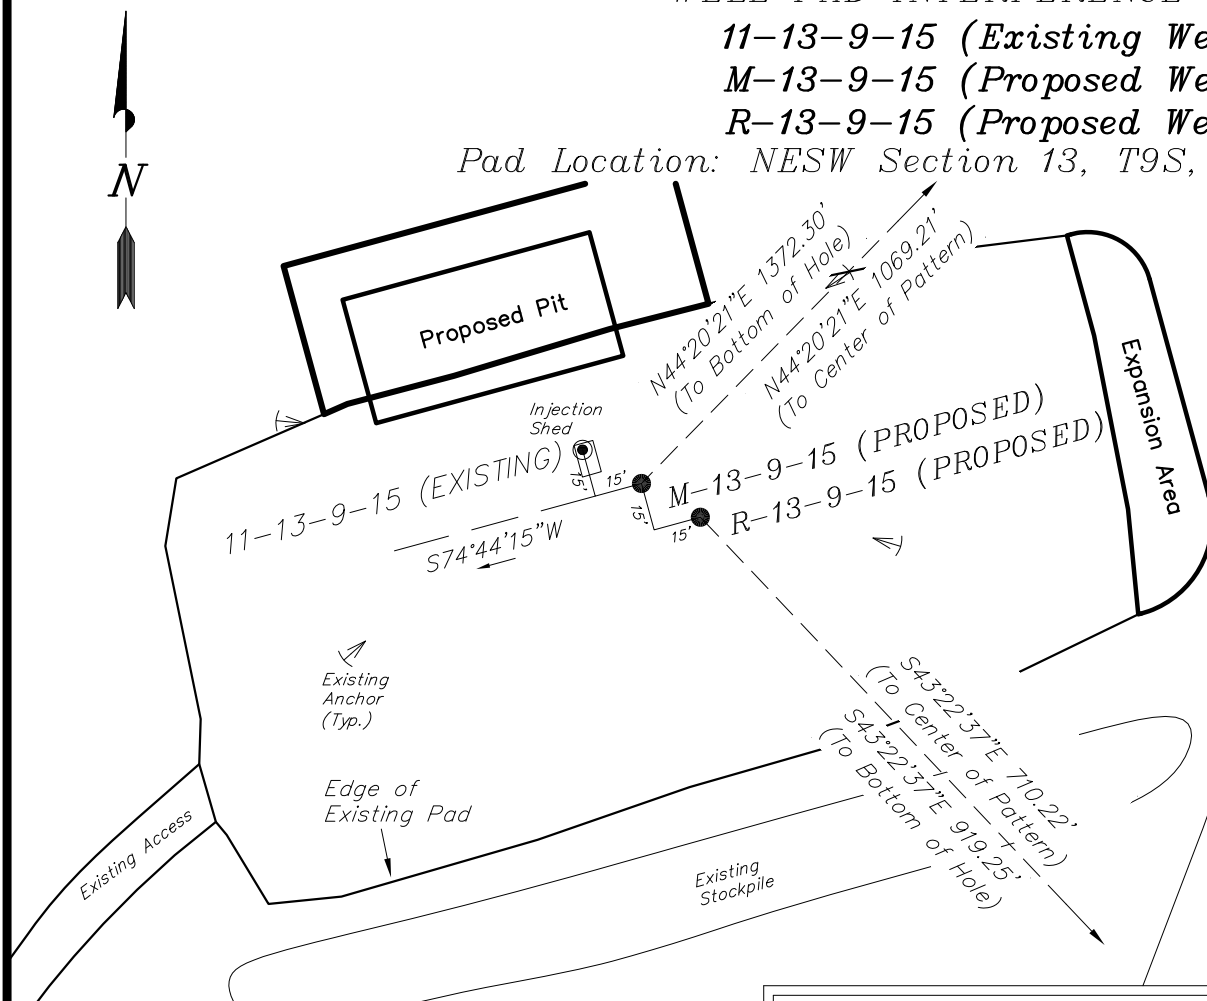 WELL PAD INTERFERENCE
11-13-9-15 (Existing We
M-13-9-15 (Proposed We
R-13-9-15 (Proposed We
Pad Location: NESW Section 13, T9S,
N
Proposed Pit
N44°20'21"E 1372.30'
(To Bottom of Hole)
N44°20'21"E 1069.21'
(To Center of Pattern)
Expansion Area
Injection
Shed
11-13-9-15 (EXISTING)
15'
15'
M-13-9-15 (PROPOSED)
R-13-9-15 (PROPOSED)
15'
15'
S74°44'15"W
Existing
Anchor
(Typ.)
S43°22'37"E 710.22'
(To Center of Pattern)
S43°22'37"E 919.25'
(To Bottom of Hole)
Edge of
Existing Pad
Existing Access
Existing
Stockpile